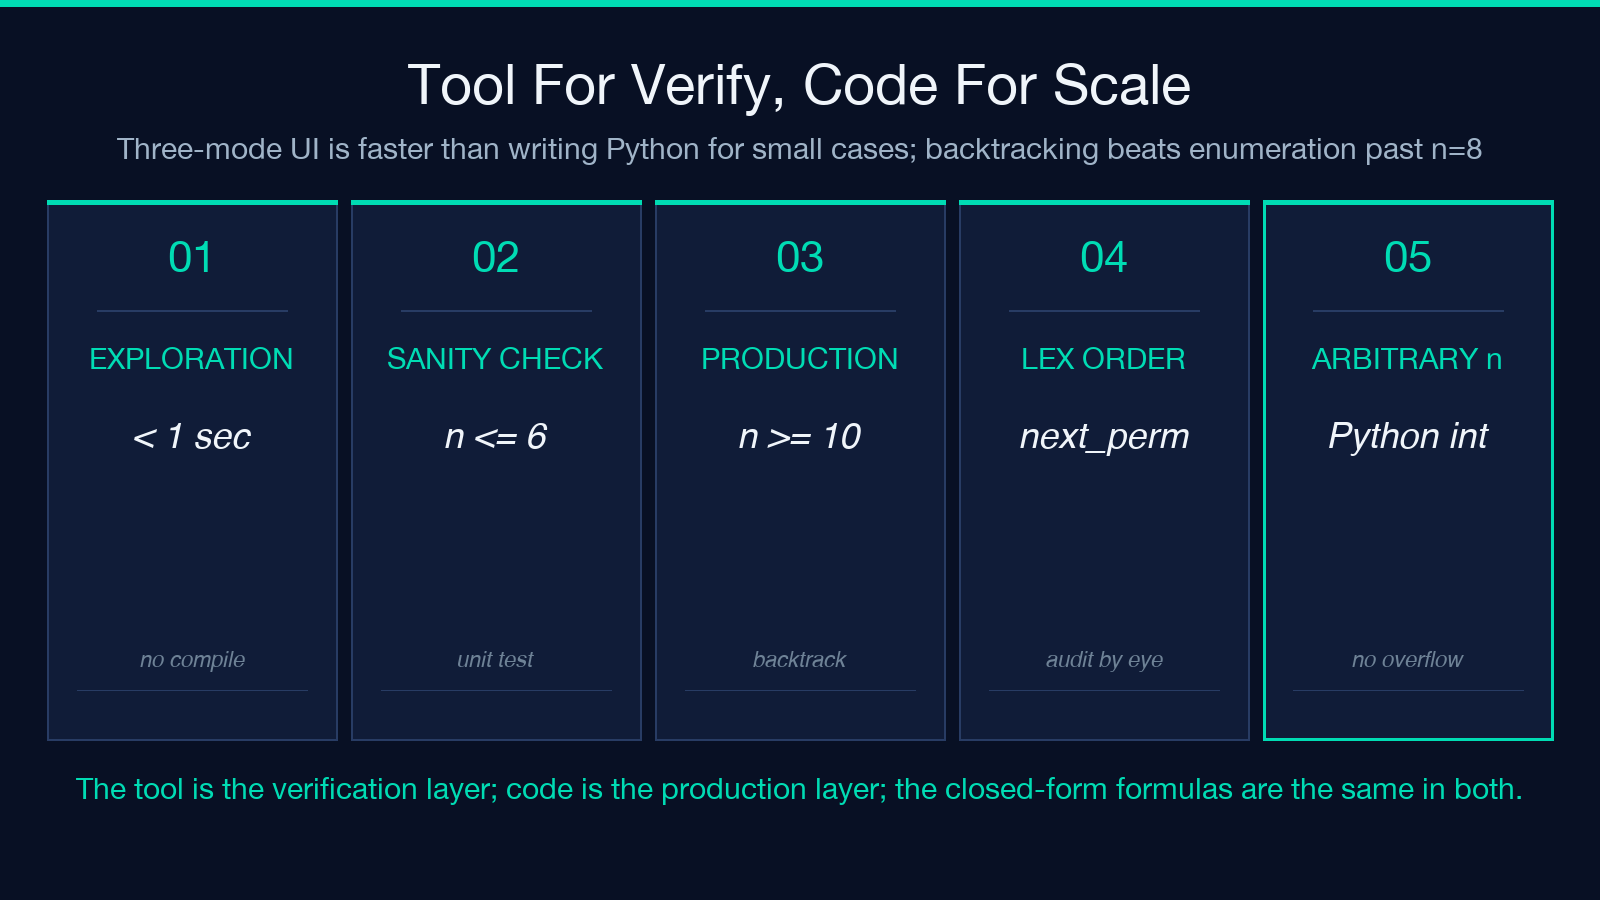 Tool For Verify, Code For Scale
Three-mode UI is faster than writing Python for small cases; backtracking beats enumeration past n=8
01
EXPLORATION
< 1 sec
no compile
02
SANITY CHECK
n <= 6
unit test
03
PRODUCTION
n >= 10
backtrack
04
LEX ORDER
next_perm
audit by eye
05
ARBITRARY n
Python int
no overflow
The tool is the verification layer; code is the production layer; the closed-form formulas are the same in both.